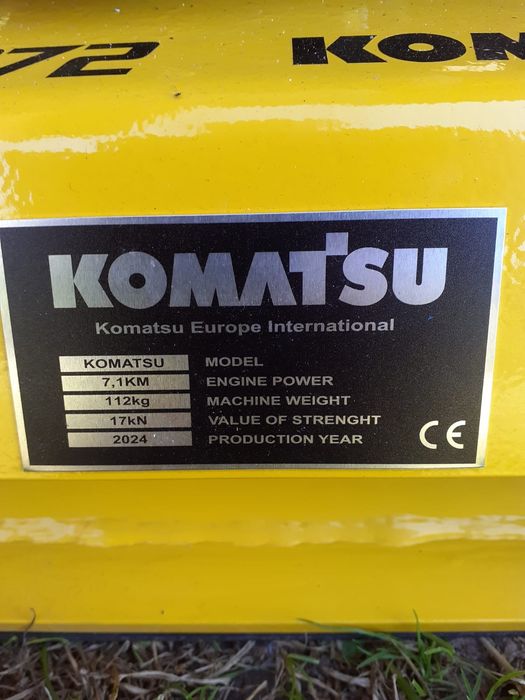 72 KOM
KOMATSU
Komatsu Europe International
KOMATSU MODEL
7,1KM ENGINE POWER
112kg MACHINE WEIGHT
17kN VALUE OF STRENGHT
2024 PRODUCTION YEAR
CE